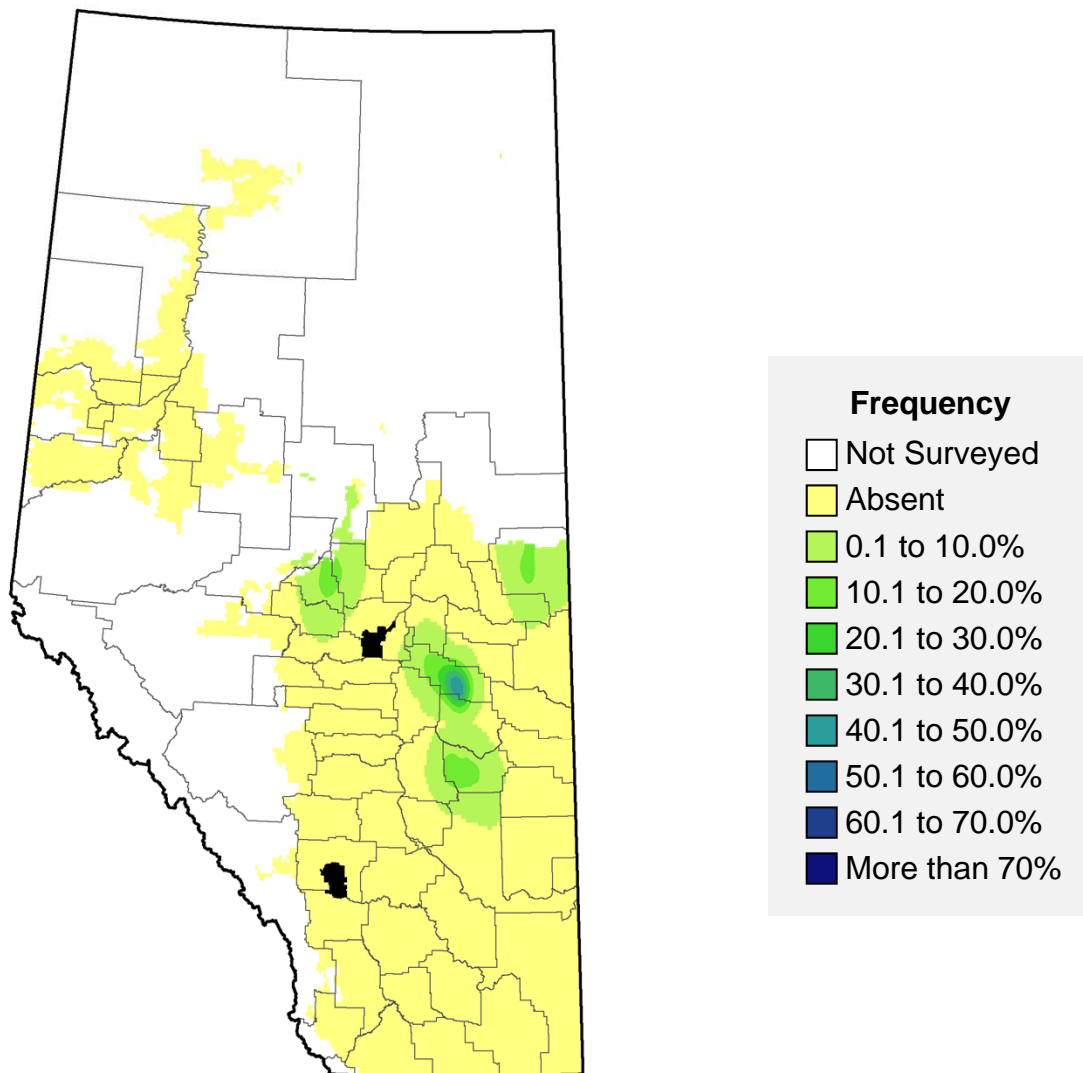 Frequency
Not Surveyed
Absent
0.1 to 10.0%
10.1 to 20.0%
20.1 to 30.0%
30.1 to 40.0%
40.1 to 50.0%
50.1 to 60.0%
60.1 to 70.0%
More than 70%